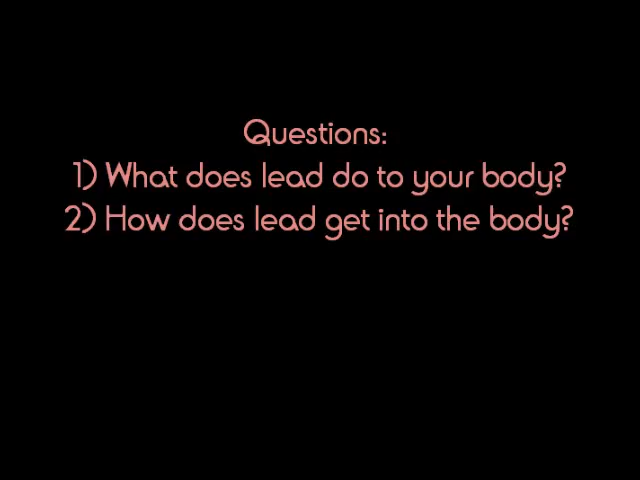 Questions:
1) What does lead do to your body?
2) How does lead get into the body?